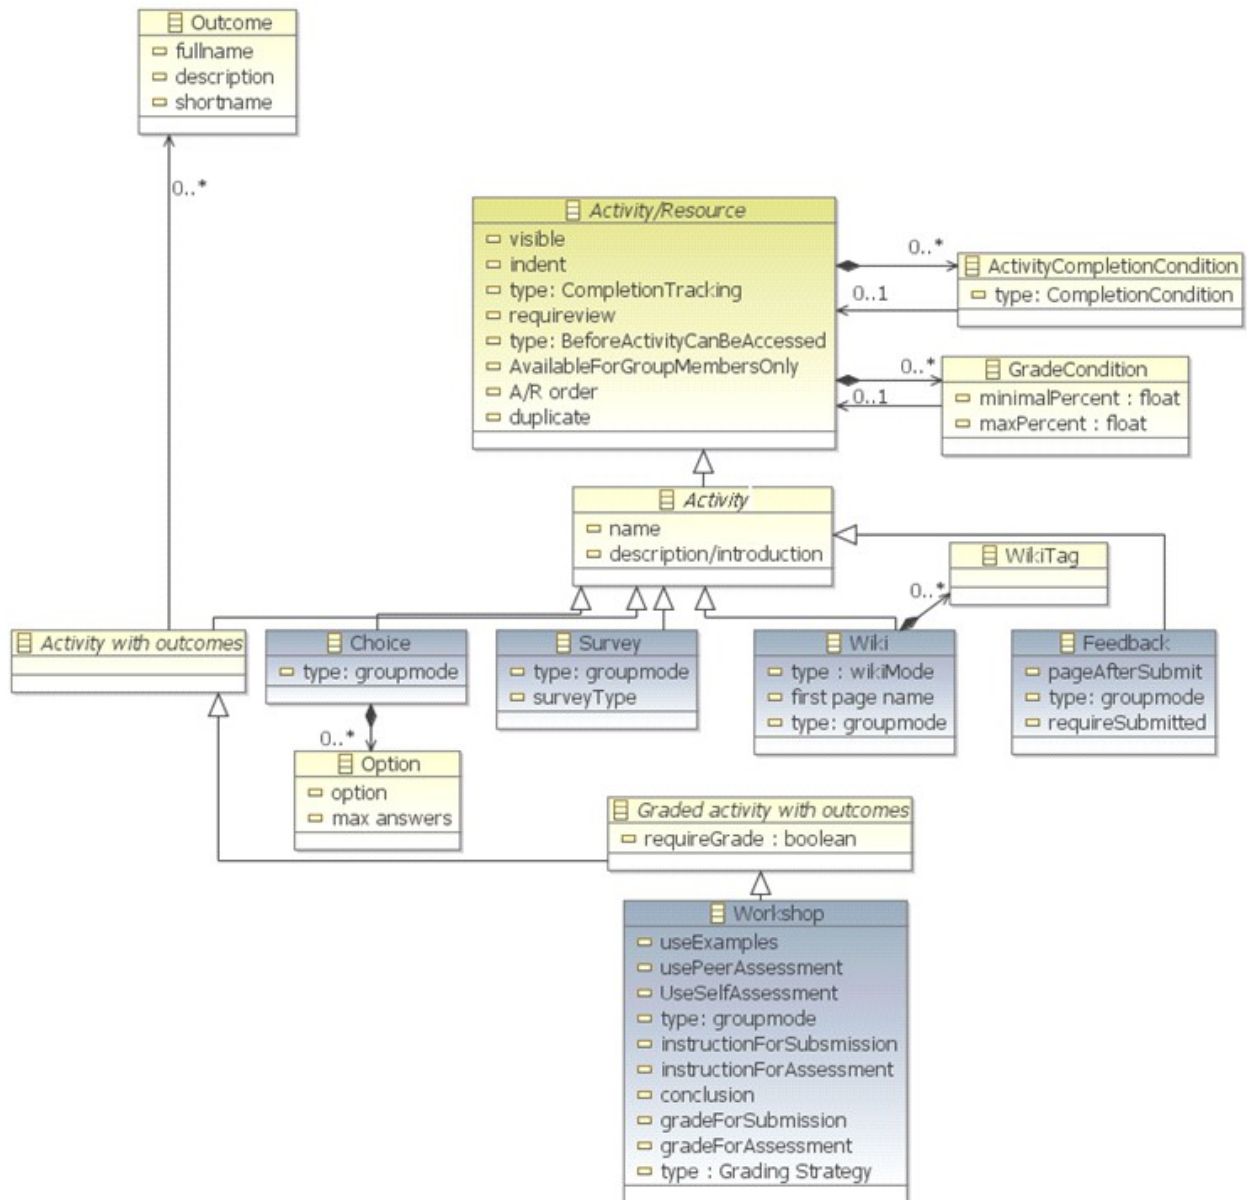 Outcome
fullname
description
shortname
0..*
Activity/Resource
visible
indent
type: CompletionTracking
requireview
type: BeforeActivityCanBeAccessed
AvailableForGroupMembersOnly
A/R order
duplicate
0..*
0..1
ActivityCompletionCondition
type: CompletionCondition
0..*
0..1
GradeCondition
minimalPercent : float
maxPercent : float
Activity
name
description/introduction
WikiTag
0..*
Activity with outcomes
Choice
type: groupmode
Survey
type: groupmode
surveyType
Wiki
type : wikiMode
first page name
type: groupmode
Feedback
pageAfterSubmit
type: groupmode
requireSubmitted
0..*
Option
option
max answers
Graded activity with outcomes
requireGrade : boolean
Workshop
useExamples
usePeerAssessment
UseSelfAssessment
type: groupmode
instructionForSubsmission
instructionForAssessment
conclusion
gradeForSubmission
gradeForAssessment
type : Grading Strategy